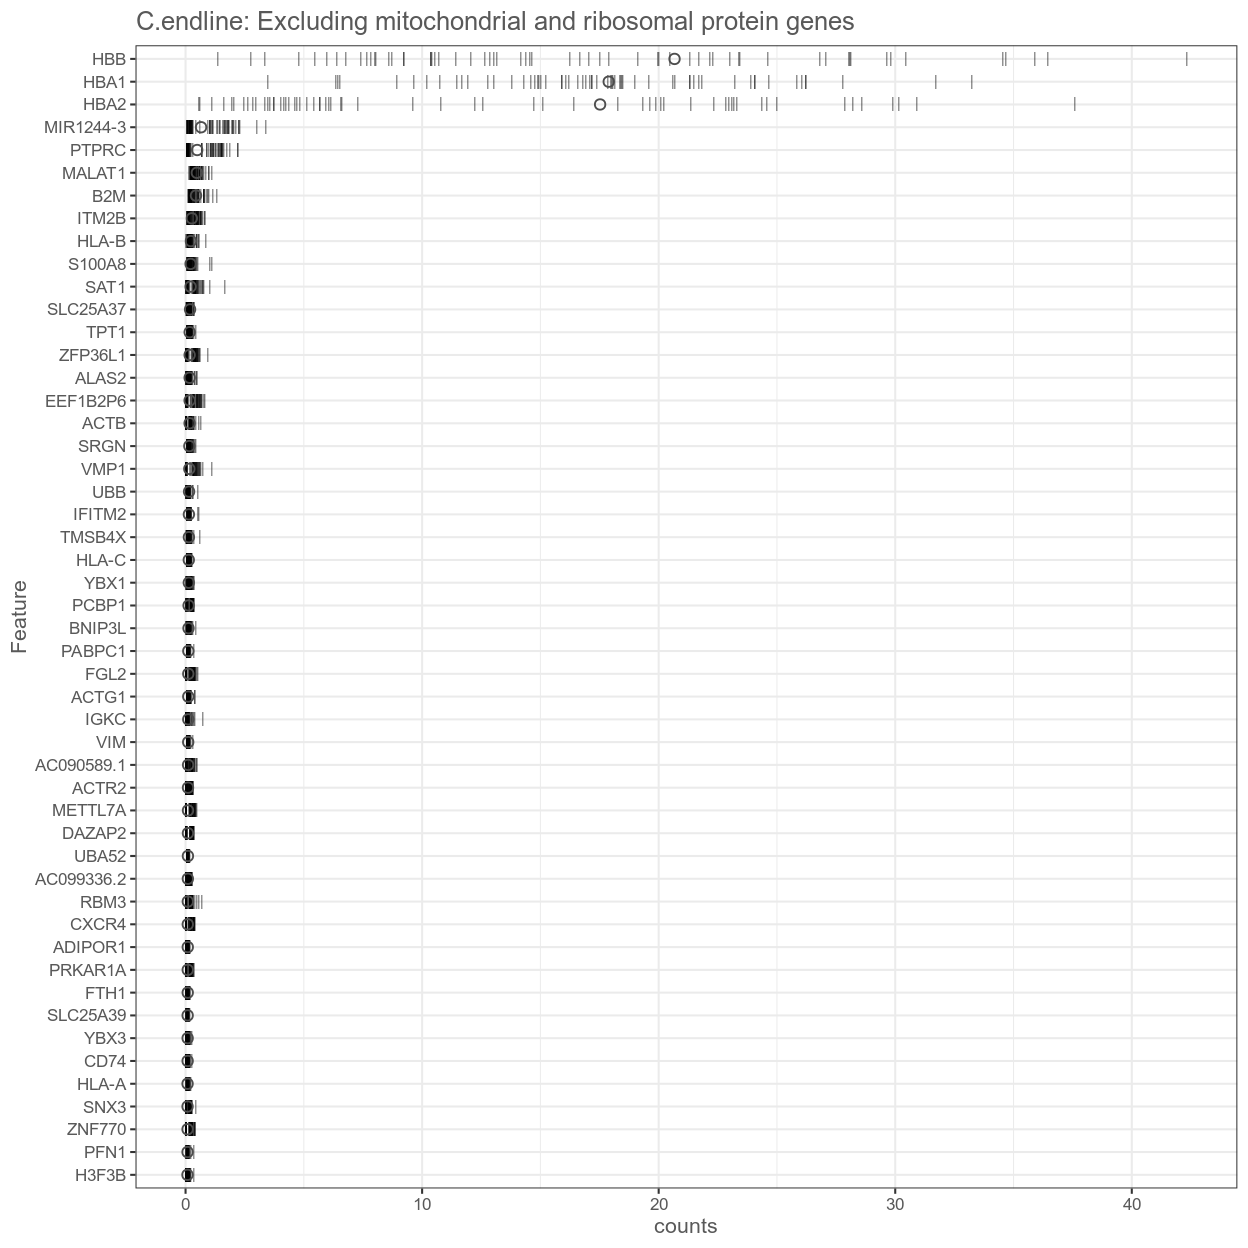 C.endline: Excluding mitochondrial and ribosomal protein genes
HBB
HBA1
HBA2
MIR1244-3
PTPRC
MALAT1
B2M
ITM2B
HLA-B
S100A8
SAT1
SLC25A37
TPT1
ZFP36L1
ALAS2
EEF1B2P6
ACTB
SRGN
VMP1
UBB
IFITM2
TMSB4X
HLA-C
YBX1
PCBP1
BNIP3L
PABPC1
FGL2
ACTG1
IGKC
VIM
AC090589.1
ACTR2
METTL7A
DAZAP2
UBA52
AC099336.2
RBM3
CXCR4
ADIPOR1
PRKAR1A
FTH1
SLC25A39
YBX3
CD74
HLA-A
SNX3
ZNF770
PFN1
H3F3B
Feature
0 10 20 30 40
counts